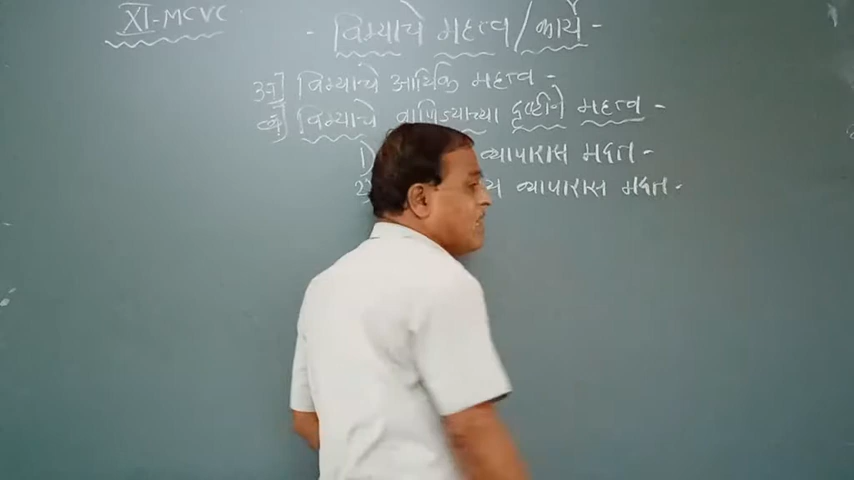 XI-MCVC
- विम्याचे महत्व/कार्य -
अ] विम्याचे आर्थिक महत्व -
ब] विम्याचे वाणिज्याच्या दृष्टीने महत्व -
1) व्यापारास मदत -
2) व्यापारास मदत -